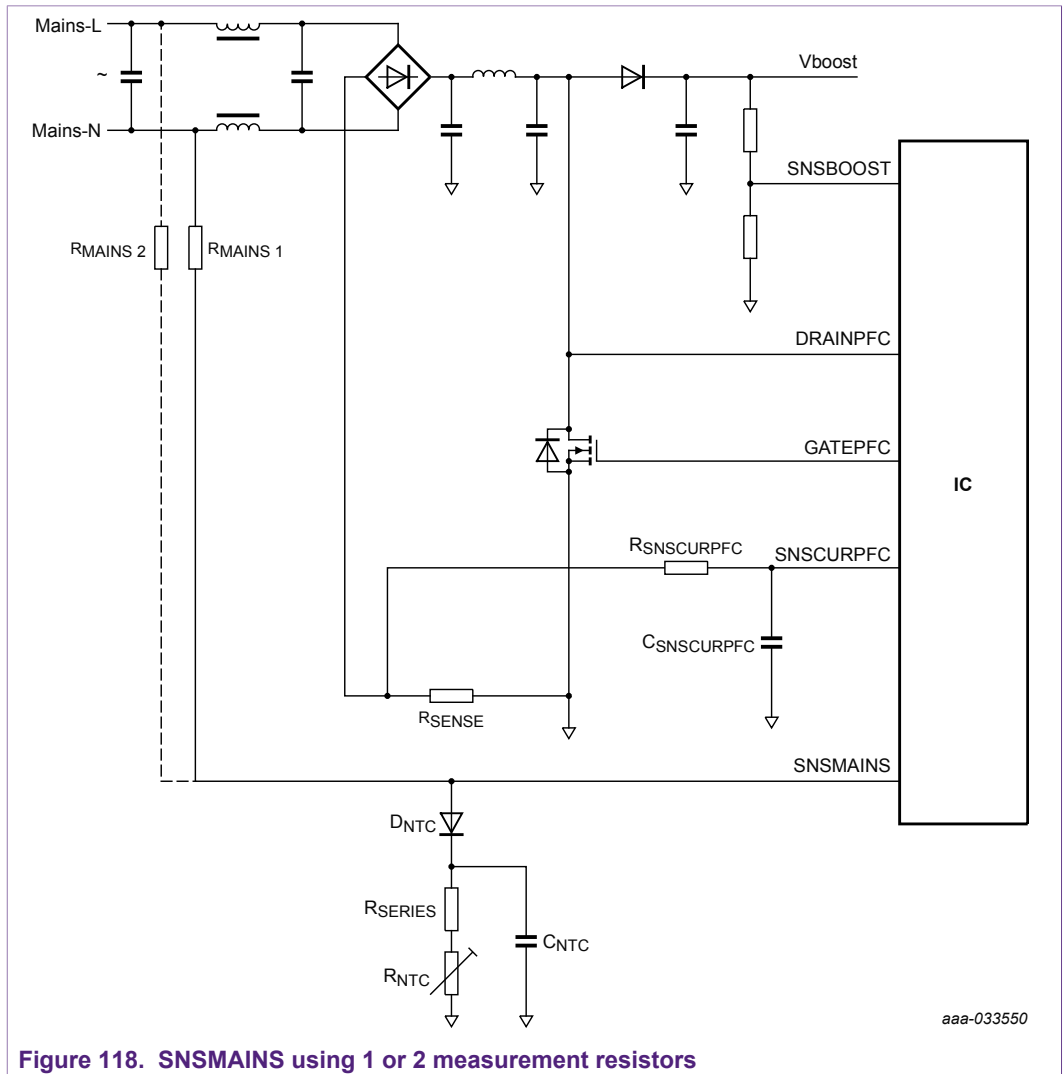 Mains-L
Vboost
~
Mains-N
SNSBOOST
RMAINS 2
RMAINS 1
DRAINPFC
GATEPFC
IC
RSNSCURPFC
SNSCURPFC
CSNSCURPFC
RSENSE
SNSMAINS
DNTC
RSERIES
CNTC
RNTC
aaa-033550
Figure 118. SNSMAINS using 1 or 2 measurement resistors